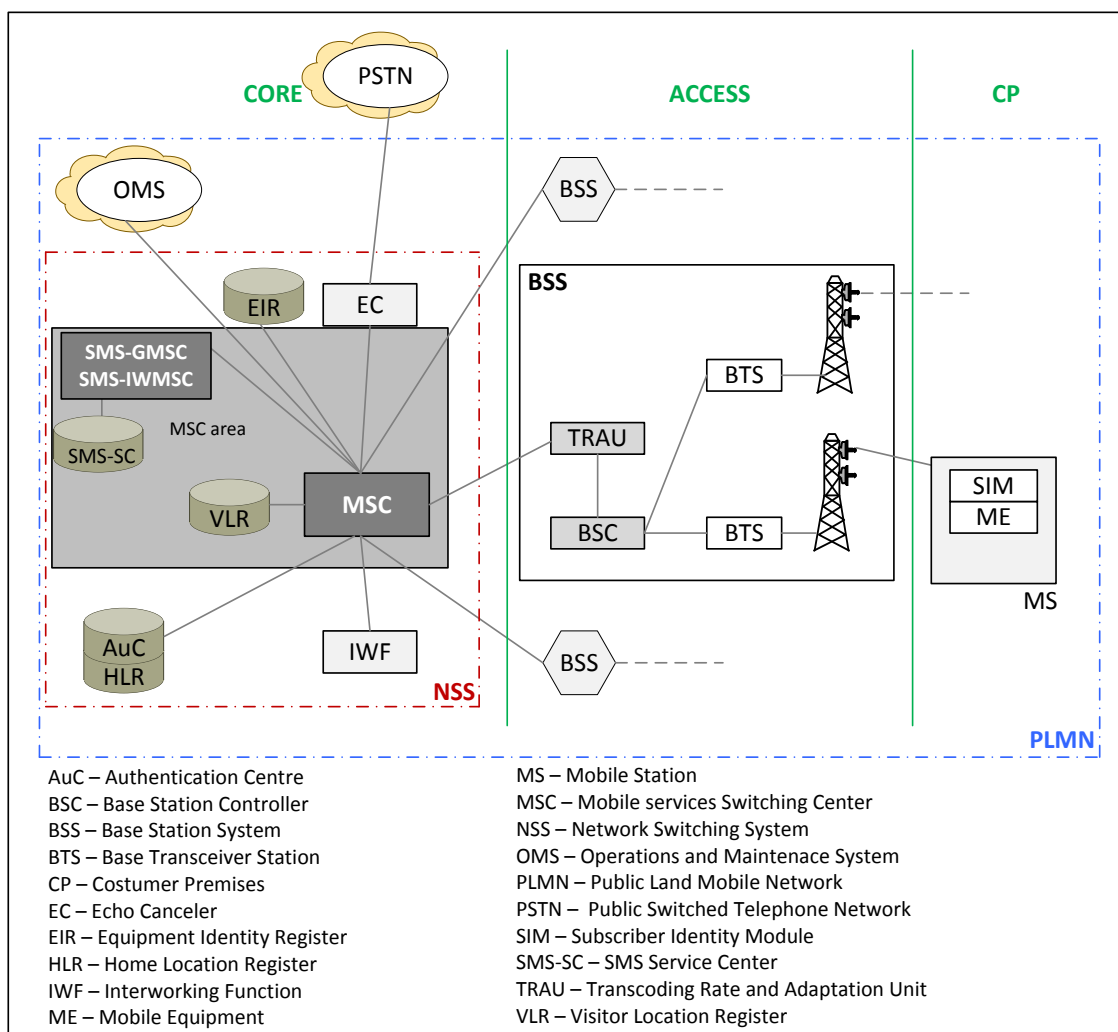 PSTN
CORE
ACCESS
CP
OMS
BSS
EIR
EC
BSS
SMS-GMSC
SMS-IWMSC
BTS
MSC area
TRAU
SMS-SC
SIM
MSC
VLR
BSC
BTS
ME
MS
AuC
HLR
IWF
BSS
NSS
PLMN
AuC – Authentication Centre
BSC – Base Station Controller
BSS – Base Station System
BTS – Base Transceiver Station
CP – Costumer Premises
EC – Echo Canceler
EIR – Equipment Identity Register
HLR – Home Location Register
IWF – Interworking Function
ME – Mobile Equipment
MS – Mobile Station
MSC – Mobile services Switching Center
NSS – Network Switching System
OMS – Operations and Maintenace System
PLMN – Public Land Mobile Network
PSTN – Public Switched Telephone Network
SIM – Subscriber Identity Module
SMS-SC – SMS Service Center
TRAU – Transcoding Rate and Adaptation Unit
VLR – Visitor Location Register